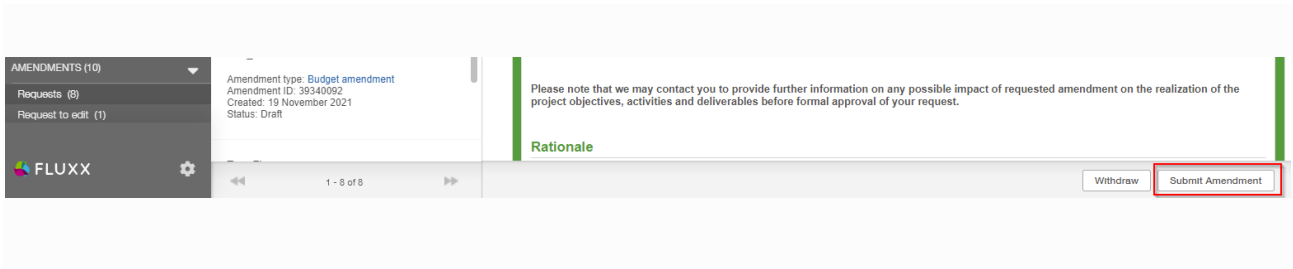 AMENDMENTS (10)
Requests (8)
Request to edit (1)
FLUXX
Amendment type: Budget amendment
Amendment ID: 39340092
Created: 19 November 2021
Status: Draft
1 - 8 of 8
Please note that we may contact you to provide further information on any possible impact of requested amendment on the realization of the
project objectives, activities and deliverables before formal approval of your request.
Rationale
Withdraw
Submit Amendment